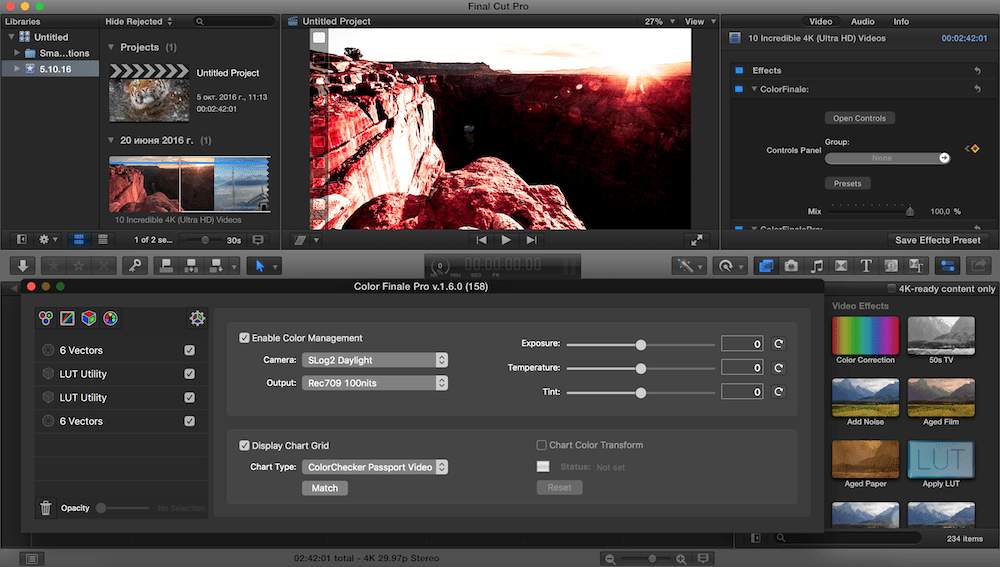 Final Cut Pro
Libraries
Hide Rejected
Untitled Project
27%
View
Video
Audio
Info
Untitled
Sma...ations
5.10.16
Projects (1)
Untitled Project
5 окт. 2016 г., 11:13
00:02:42:01
20 июня 2016 г. (1)
10 Incredible 4K (Ultra HD) Videos
10 Incredible 4K (Ultra HD) Videos
00:02:42:01
Effects
ColorFinale:
Open Controls
Controls Panel
Group:
None
Presets
Mix
100,0 %
ColorFinalePro:
1 of 2 se...
30s
Save Effects Preset
00:00:00:00
HR MIN SEC FR
Color Finale Pro v.1.6.0 (158)
6 Vectors
LUT Utility
LUT Utility
6 Vectors
Opacity
No Selection
Enable Color Management
Camera:
SLog2 Daylight
Output:
Rec709 100nits
Exposure:
0
Temperature:
0
Tint:
0
Display Chart Grid
Chart Type:
ColorChecker Passport Video
Match
Chart Color Transform
Status: Not set
Reset
4K-ready content only
Video Effects
Color Correction
50s TV
Add Noise
Aged Film
LUT
Aged Paper
Apply LUT
234 items
02:42:01 total - 4K 29.97p Stereo